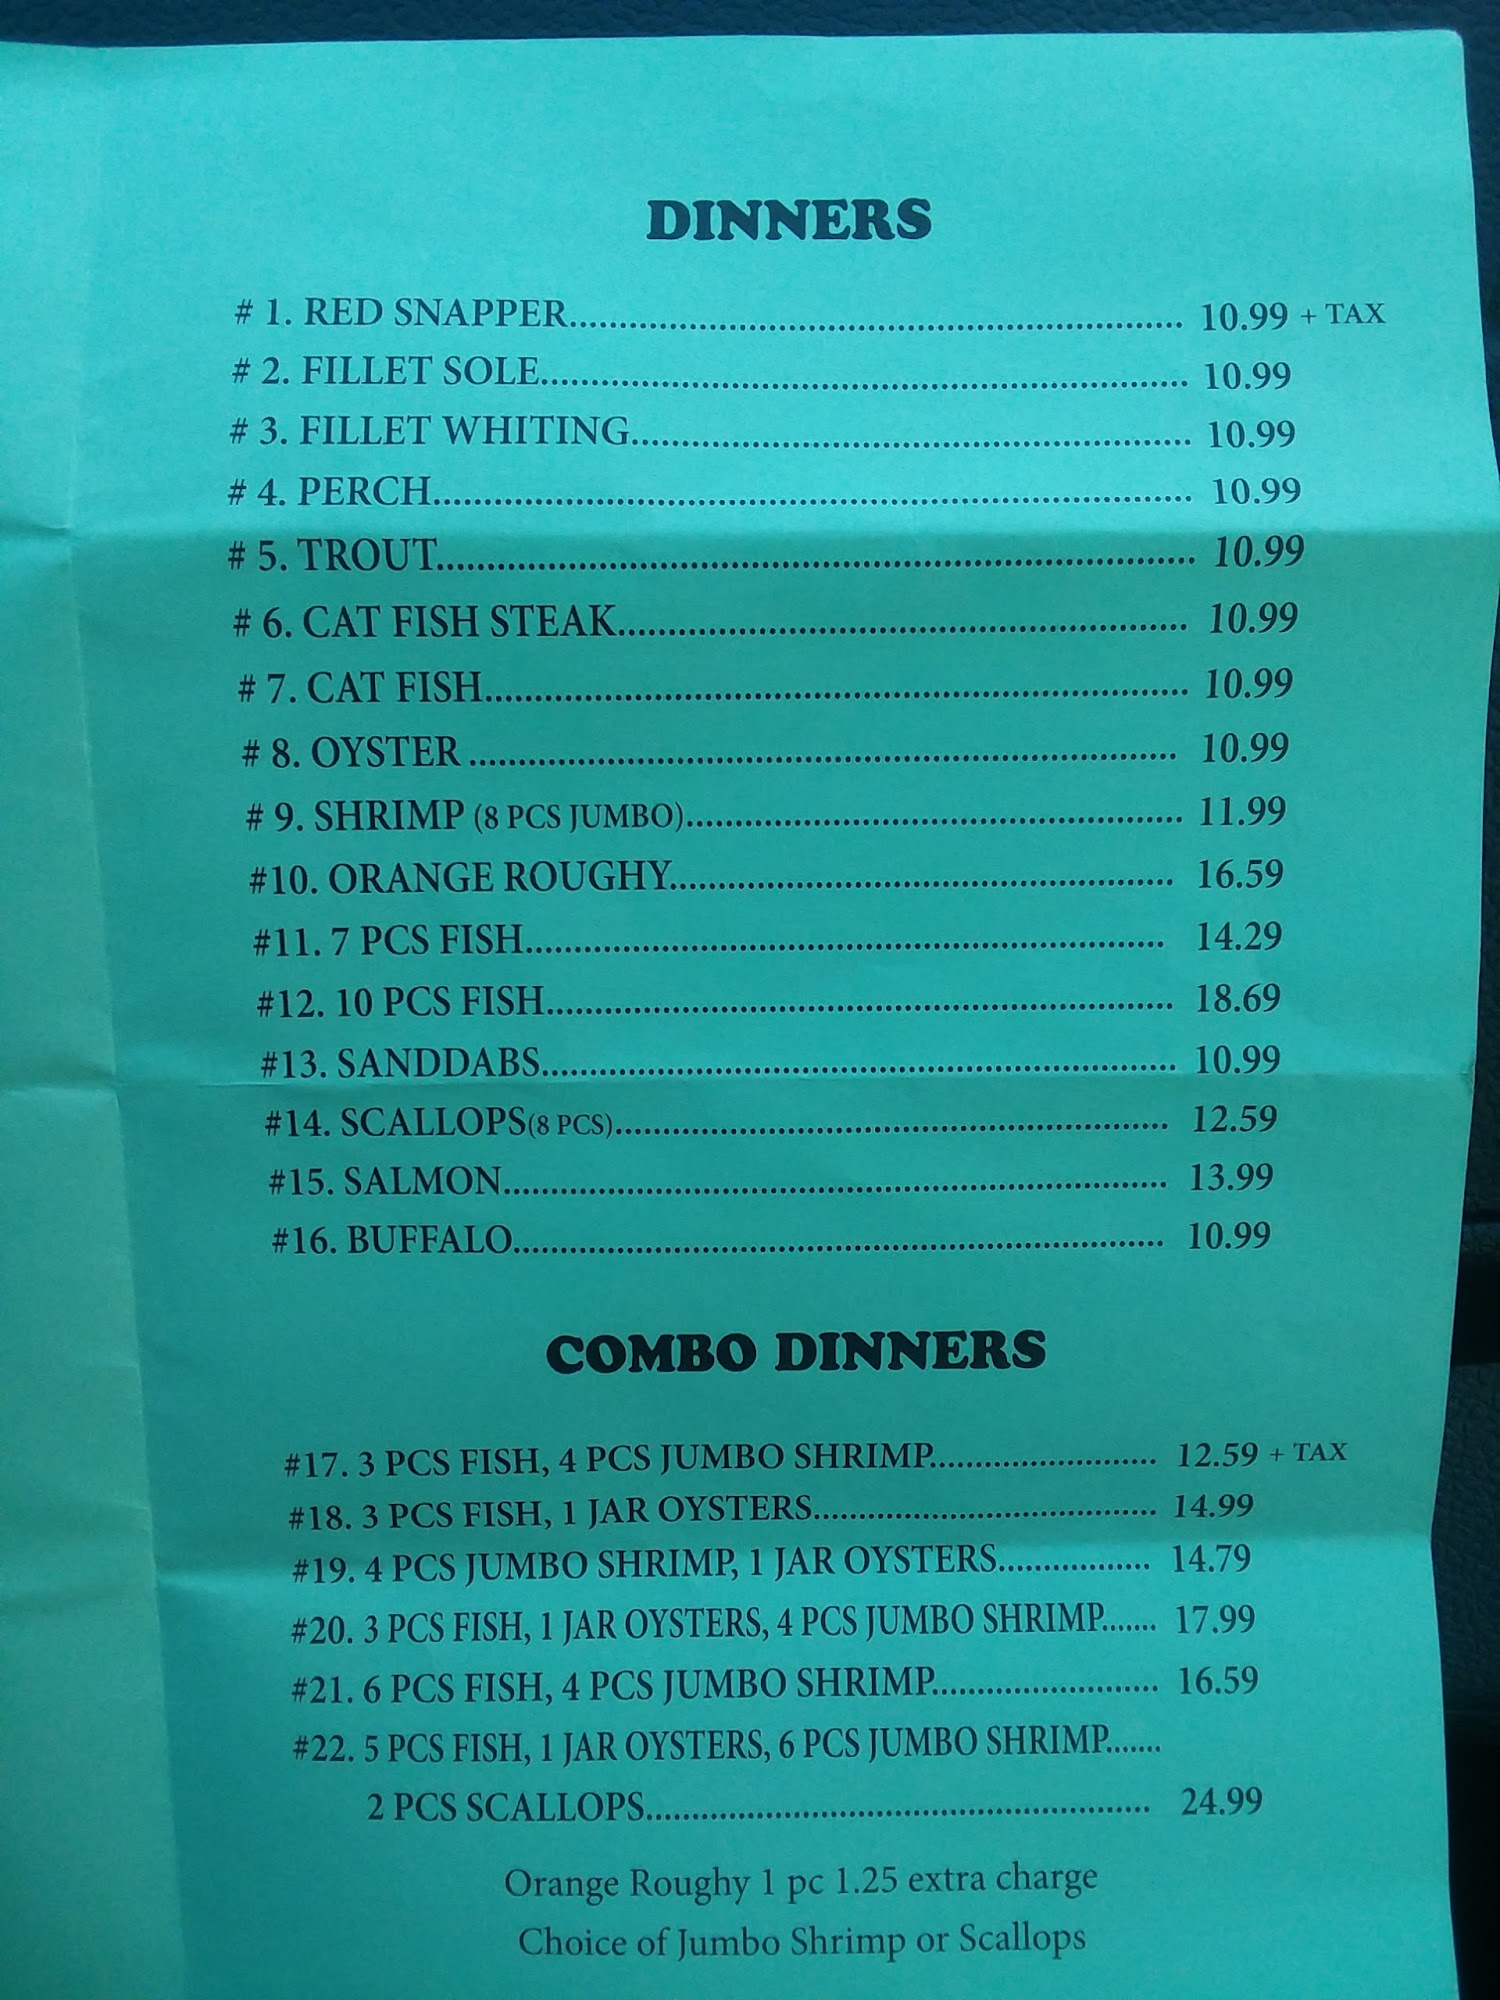 DINNERS
# 1. RED SNAPPER.............................................................. 10.99 + TAX
# 2. FILLET SOLE................................................................. 10.99
# 3. FILLET WHITING........................................................ 10.99
# 4. PERCH............................................................................ 10.99
# 5. TROUT............................................................................ 10.99
# 6. CAT FISH STEAK......................................................... 10.99
# 7. CAT FISH...................................................................... 10.99
# 8. OYSTER ....................................................................... 10.99
# 9. SHRIMP (8 PCS JUMBO).................................................. 11.99
#10. ORANGE ROUGHY.................................................. 16.59
#11. 7 PCS FISH................................................................ 14.29
#12. 10 PCS FISH............................................................... 18.69
#13. SANDDABS................................................................ 10.99
#14. SCALLOPS(8 PCS)........................................................ 12.59
#15. SALMON................................................................... 13.99
#16. BUFFALO.................................................................. 10.99
COMBO DINNERS
#17. 3 PCS FISH, 4 PCS JUMBO SHRIMP........................ 12.59 + TAX
#18. 3 PCS FISH, 1 JAR OYSTERS.................................... 14.99
#19. 4 PCS JUMBO SHRIMP, 1 JAR OYSTERS................ 14.79
#20. 3 PCS FISH, 1 JAR OYSTERS, 4 PCS JUMBO SHRIMP....... 17.99
#21. 6 PCS FISH, 4 PCS JUMBO SHRIMP........................ 16.59
#22. 5 PCS FISH, 1 JAR OYSTERS, 6 PCS JUMBO SHRIMP.......
2 PCS SCALLOPS.................................................... 24.99
Orange Roughy 1 pc 1.25 extra charge
Choice of Jumbo Shrimp or Scallops